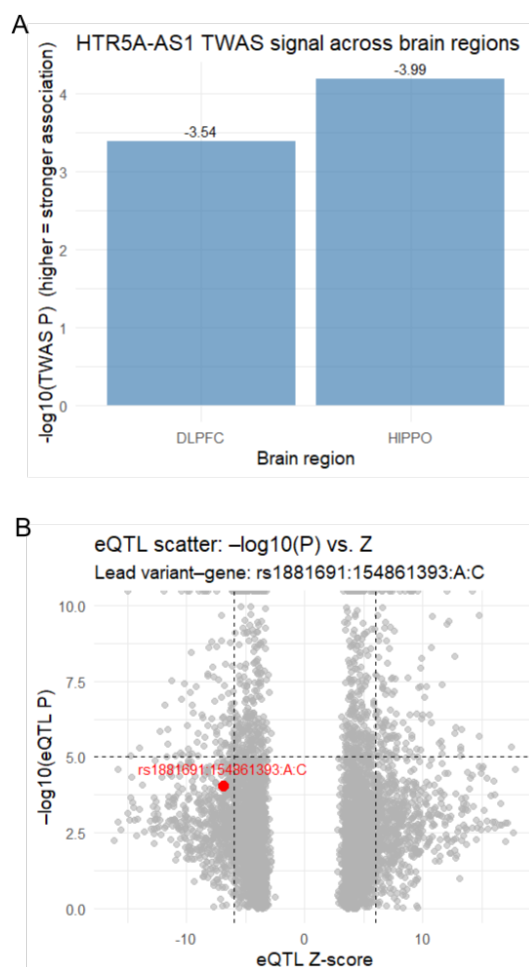 A
HTR5A-AS1 TWAS signal across brain regions
-log10(TWAS P) (higher = stronger association)
4
3
2
1
0
-3.54
-3.99
DLPFC
HIPPO
Brain region
B
eQTL scatter: –log10(P) vs. Z
Lead variant–gene: rs1881691:154861393:A:C
–log10(eQTL P)
10.0
7.5
5.0
2.5
0.0
rs1881691:154861393:A:C
-10
0
10
eQTL Z-score